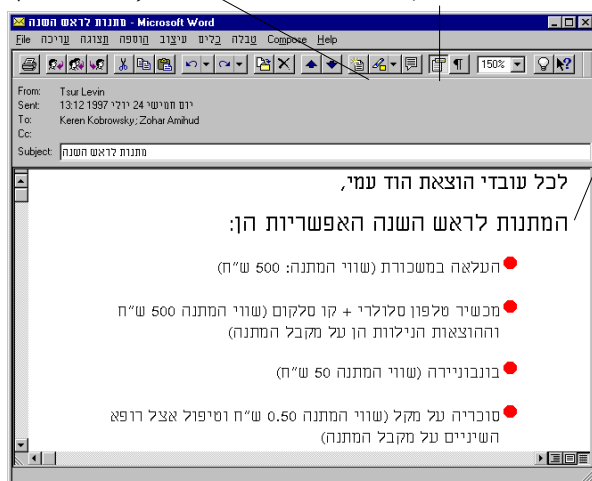 מתנות לראש השנה - Microsoft Word
File עריכה תצוגה הוספה עיצוב כלים טבלה Compose Help
150%
From: Tsur Levin
Sent: יום חמישי 24 יולי 1997 13:12
To: Keren Kobrowsky; Zohar Amihud
Cc:
Subject: מתנות לראש השנה
לכל עובדי הוצאת הוד עמי,
המתנות לראש השנה האפשריות הן:
העלאה במשכורת (שווי המתנה: 500 ש״ח)
מכשיר טלפון סלולרי + קו סלקום (שווי המתנה 500 ש״ח
וההוצאות הנילוות הן על מקבל המתנה)
בונבוניירה (שווי המתנה 50 ש״ח)
סוכריה על מקל (שווי המתנה 0.50 ש״ח וטיפול אצל רופא
השיניים על מקבל המתנה)